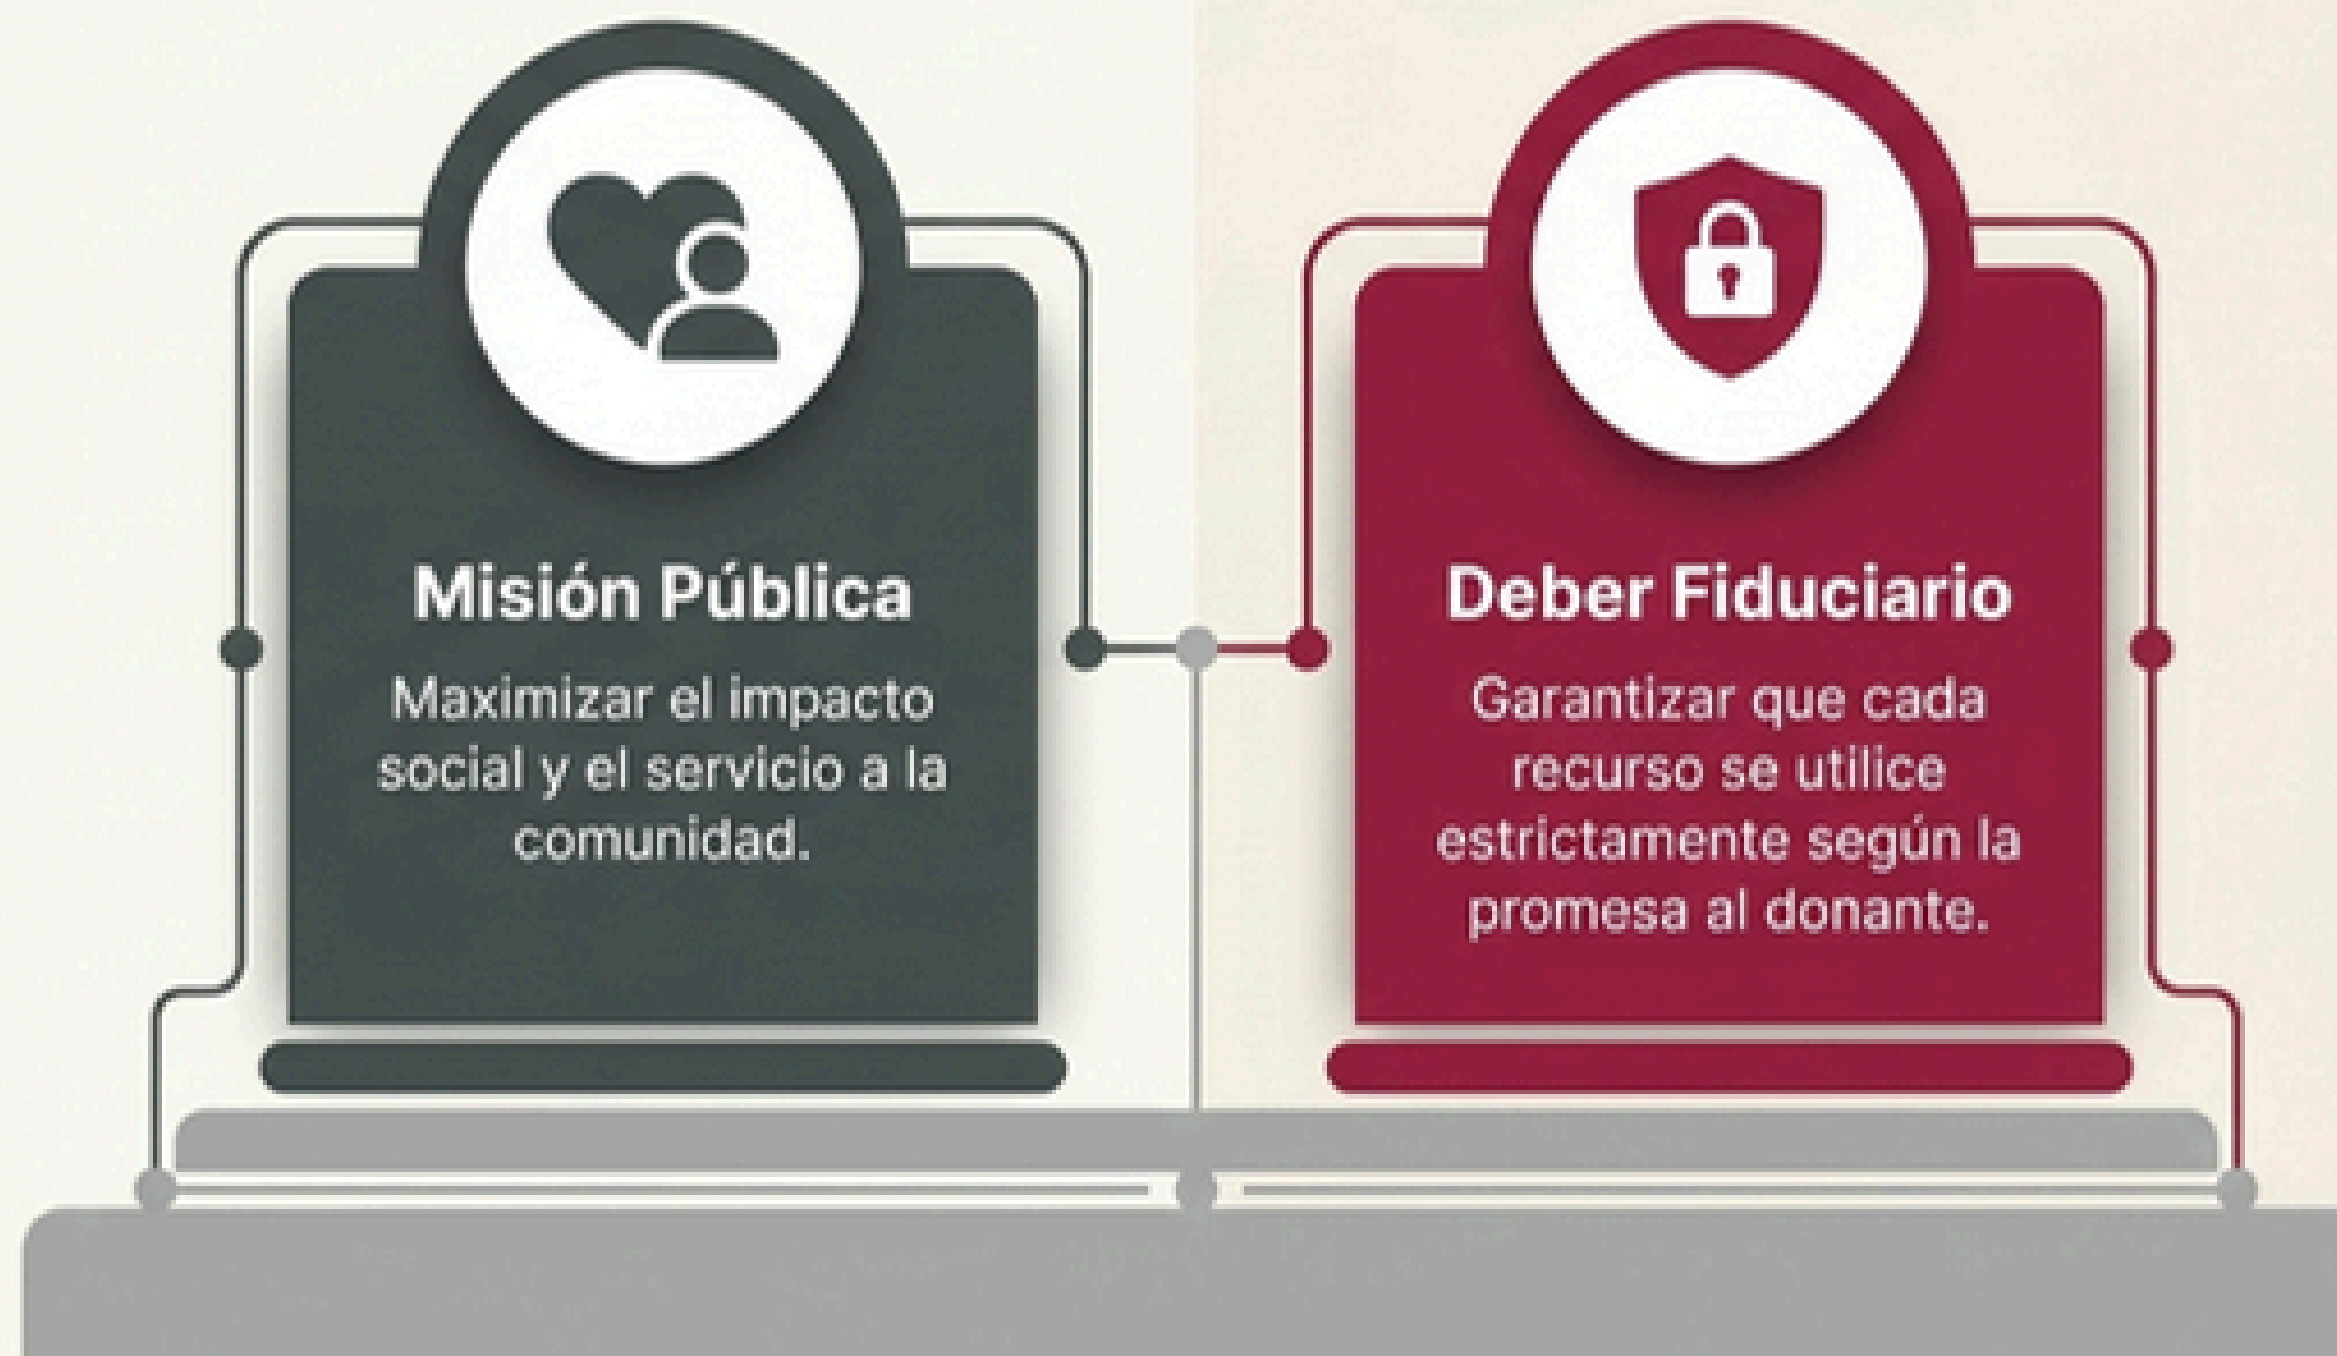 Misión Pública
Maximizar el impacto
social y el servicio a la
comunidad.
Deber Fiduciario
Garantizar que cada
recurso se utilice
estrictamente según la
promesa al donante.